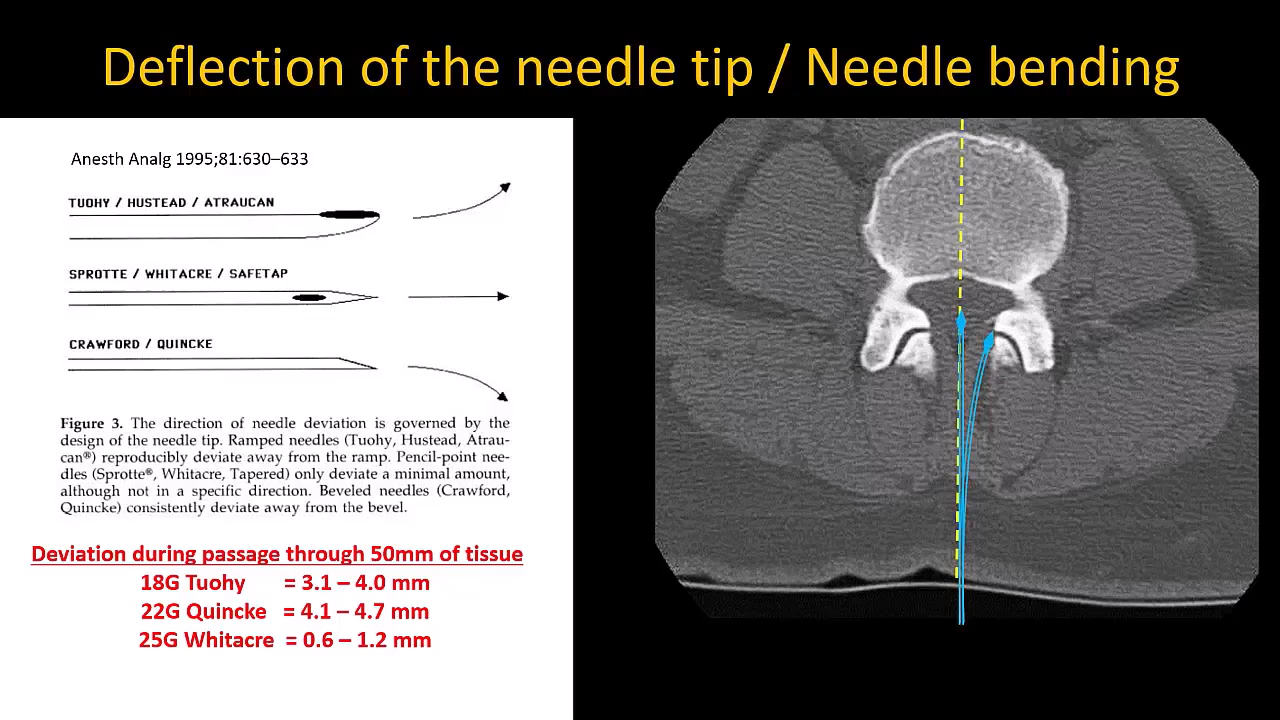 Deflection of the needle tip / Needle bending
Anesth Analg 1995;81:630–633
TUOHY / HUSTEAD / ATRAUCAN
SPROTTE / WHITACRE / SAFETAP
CRAWFORD / QUINCKE
Figure 3. The direction of needle deviation is governed by the
design of the needle tip. Ramped needles (Tuohy, Hustead, Atrau-
can®) reproducibly deviate away from the ramp. Pencil-point nee-
dles (Sprotte®, Whitacre, Tapered) only deviate a minimal amount,
although not in a specific direction. Beveled needles (Crawford,
Quincke) consistently deviate away from the bevel.
Deviation during passage through 50mm of tissue
18G Tuohy = 3.1 – 4.0 mm
22G Quincke = 4.1 – 4.7 mm
25G Whitacre = 0.6 – 1.2 mm